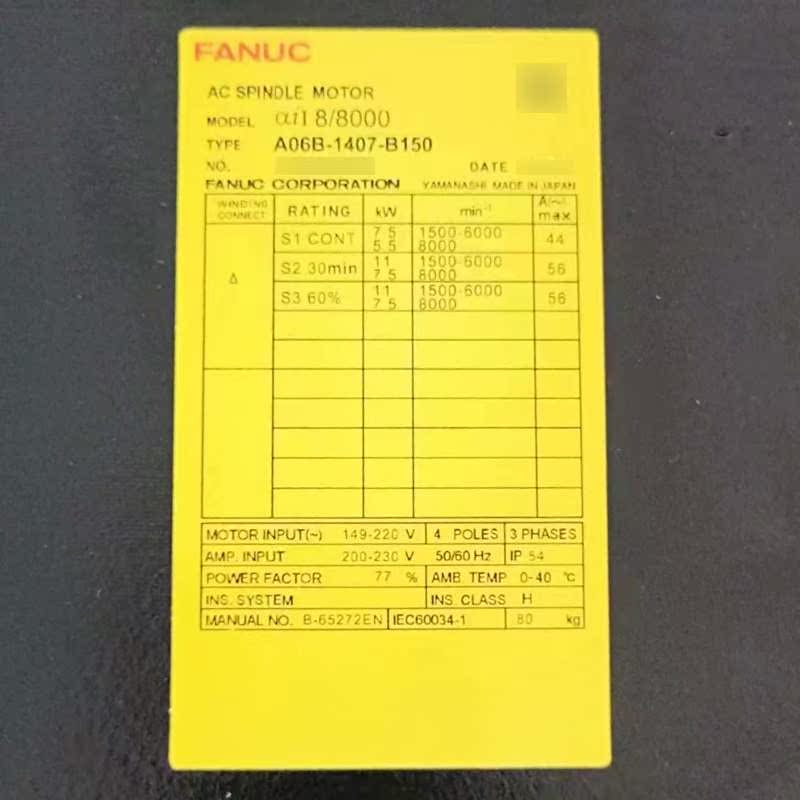 FANUC
AC SPINDLE MOTOR
MODEL αiI 8/8000
TYPE A06B-1407-B150
NO. DATE
FANUC CORPORATION YAMANASHI MADE IN JAPAN
WINDING CONNECT RATING kW min⁻¹ A(~) max
Δ
S1 CONT 7.5 1500-6000 44
5.5 8000
S2 30min 11 1500-6000 56
7.5 8000
S3 60% 11 1500-6000 56
7.5 8000
MOTOR INPUT(~) 149-220 V 4 POLES 3 PHASES
AMP. INPUT 200-230 V 50/60 Hz IP 54
POWER FACTOR 77 % AMB. TEMP 0-40 ℃
INS. SYSTEM INS. CLASS H
MANUAL NO. B-65272EN IEC60034-1 80 kg